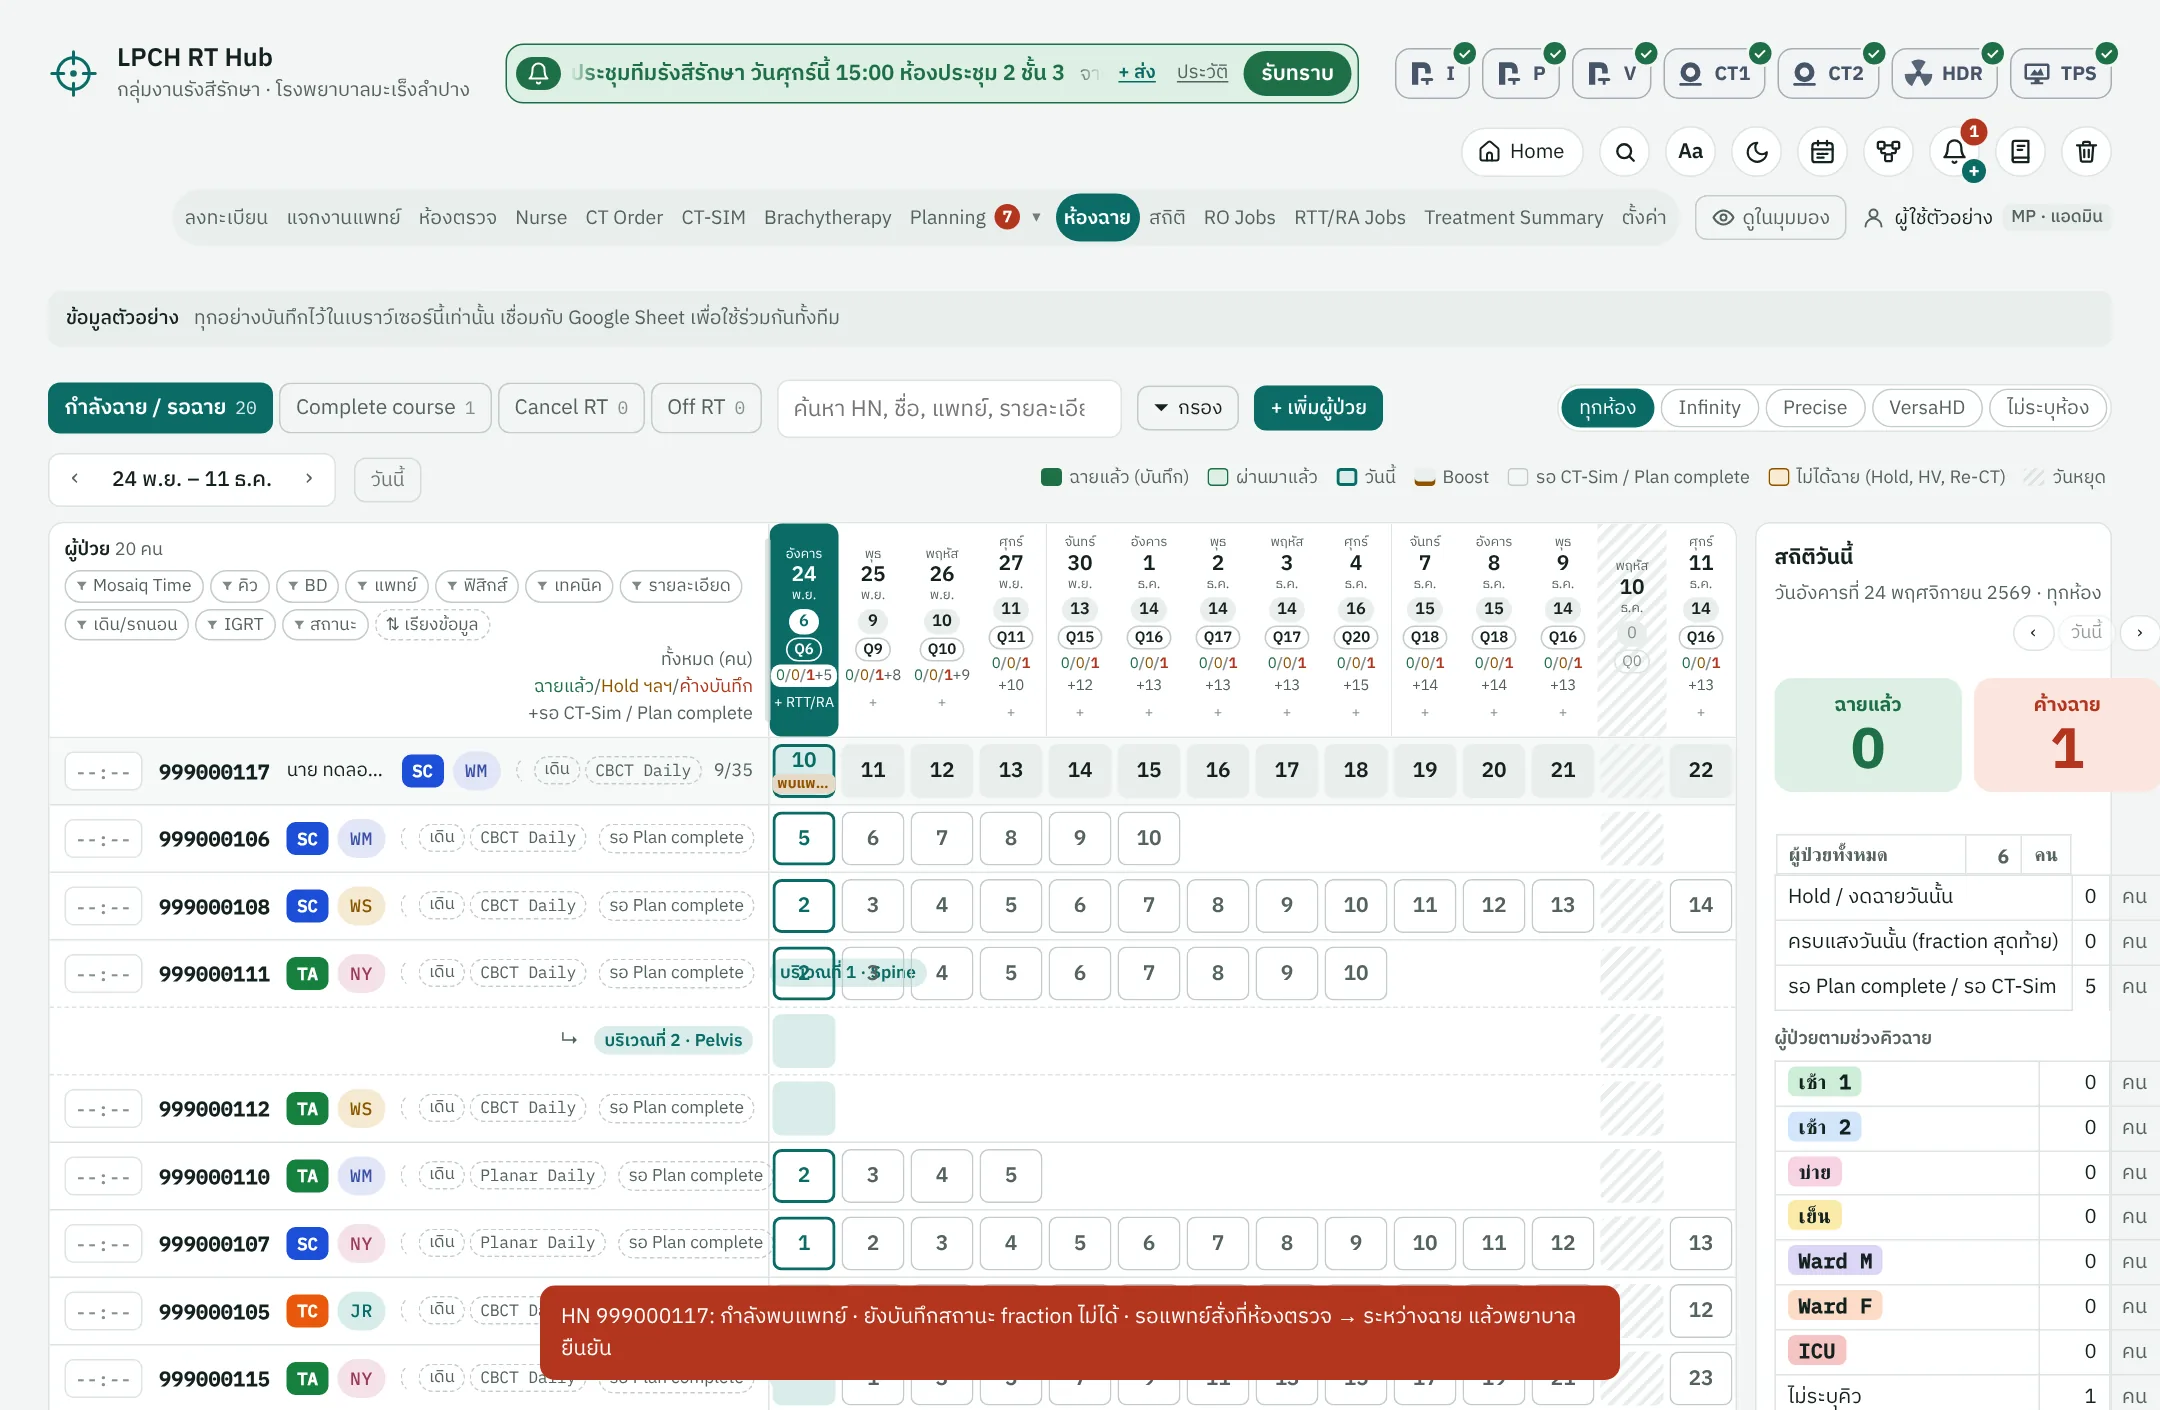 LPCH RT Hub
กลุ่มงานรังสีรักษา · โรงพยาบาลมะเร็งลำปาง
ประชุมทีมรังสีรักษา วันศุกร์นี้ 15:00 ห้องประชุม 2 ชั้น 3 + ส่ง ประวัติ รับทราบ
I P V CT1 CT2 HDR TPS
Home Aa 1 +
ลงทะเบียน แจกงานแพทย์ ห้องตรวจ Nurse CT Order CT-SIM Brachytherapy Planning 7 ▼ ห้องฉาย สถิติ RO Jobs RTT/RA Jobs Treatment Summary ตั้งค่า ดูในมุมมอง ผู้ใช้ตัวอย่าง MP · แอดมิน
ข้อมูลตัวอย่าง ทุกอย่างบันทึกไว้ในเบราว์เซอร์นี้เท่านั้น เชื่อมกับ Google Sheet เพื่อใช้ร่วมกันทั้งทีม
กำลังฉาย / รอฉาย 20 Complete course 1 Cancel RT 0 Off RT 0 ค้นหา HN, ชื่อ, แพทย์, รายละเอีย กรอง + เพิ่มผู้ป่วย ทุกห้อง Infinity Precise VersaHD ไม่ระบุห้อง
‹ 24 พ.ย. – 11 ธ.ค. › วันนี้ ฉายแล้ว (บันทึก) ผ่านมาแล้ว วันนี้ Boost รอ CT-Sim / Plan complete ไม่ได้ฉาย (Hold, HV, Re-CT) วันหยุด
ผู้ป่วย 20 คน
Mosaiq Time คิว BD แพทย์ ฟิสิกส์ เทคนิค รายละเอียด
เดิน/รถนอน IGRT สถานะ ⇅ เรียงข้อมูล
ทั้งหมด (คน)
ฉายแล้ว/Hold ฯลฯ/ค้างบันทึก
+รอ CT-Sim / Plan complete
อังคาร พุธ พฤหัส ศุกร์ จันทร์ อังคาร พุธ พฤหัส ศุกร์ จันทร์ อังคาร พุธ พฤหัส ศุกร์
24 25 26 27 30 1 2 3 4 7 8 9 10 11
พ.ย. พ.ย. พ.ย. พ.ย. พ.ย. ธ.ค. ธ.ค. ธ.ค. ธ.ค. ธ.ค. ธ.ค. ธ.ค. ธ.ค. ธ.ค.
6 9 10 11 13 14 14 14 16 15 15 14 0 14
Q6 Q9 Q10 Q11 Q15 Q16 Q17 Q17 Q20 Q18 Q18 Q16 Q0 Q16
0/0/1+5 0/0/1+8 0/0/1+9 0/0/1 0/0/1 0/0/1 0/0/1 0/0/1 0/0/1 0/0/1 0/0/1 0/0/1 0/0/1
+10 +12 +13 +13 +13 +15 +14 +14 +13 +13
+ RTT/RA + + + + + + + + + + + +
--:-- 999000117 นาย ทดลอ... SC WM เดิน CBCT Daily 9/35 10 พบแพ... 11 12 13 14 15 16 17 18 19 20 21 22
--:-- 999000106 SC WM เดิน CBCT Daily รอ Plan complete 5 6 7 8 9 10
--:-- 999000108 SC WS เดิน CBCT Daily รอ Plan complete 2 3 4 5 6 7 8 9 10 11 12 13 14
--:-- 999000111 TA NY เดิน CBCT Daily รอ Plan complete บริเวณที่ 1 · Spine 2 3 4 5 6 7 8 9 10
↳ บริเวณที่ 2 · Pelvis
--:-- 999000112 TA WS เดิน CBCT Daily รอ Plan complete
--:-- 999000110 TA WM เดิน Planar Daily รอ Plan complete 2 3 4 5
--:-- 999000107 SC NY เดิน Planar Daily รอ Plan complete 1 2 3 4 5 6 7 8 9 10 11 12 13
--:-- 999000105 TC JR เดิน CBCT 12
--:-- 999000115 TA NY เดิน CBCT 23
HN 999000117: กำลังพบแพทย์ · ยังบันทึกสถานะ fraction ไม่ได้ · รอแพทย์สั่งที่ห้องตรวจ → ระหว่างฉาย แล้วพยาบาล
ยืนยัน
สถิติวันนี้
วันอังคารที่ 24 พฤศจิกายน 2569 · ทุกห้อง
‹ วันนี้ ›
ฉายแล้ว ค้างฉาย
0 1
ผู้ป่วยทั้งหมด 6 คน
Hold / งดฉายวันนั้น 0 คน
ครบแสงวันนั้น (fraction สุดท้าย) 0 คน
รอ Plan complete / รอ CT-Sim 5 คน
ผู้ป่วยตามช่วงคิวฉาย
เช้า 1 0 คน
เช้า 2 0 คน
บ่าย 0 คน
เย็น 0 คน
Ward M 0 คน
Ward F 0 คน
ICU 0 คน
ไม่ระบุคิว 1 คน